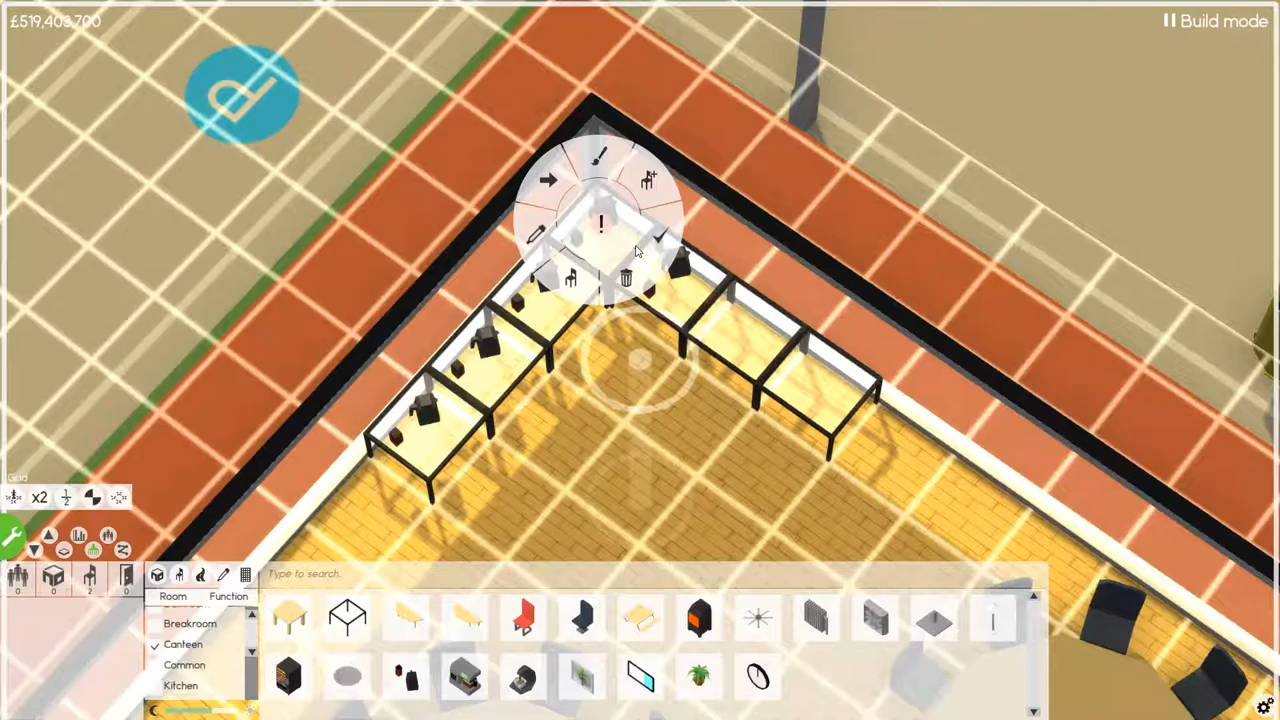 £519,403,700
Build mode
P
!
Grid
x2
1/2
0 0 2 0
Type to search.
Room Function
Breakroom
Canteen
Common
Kitchen